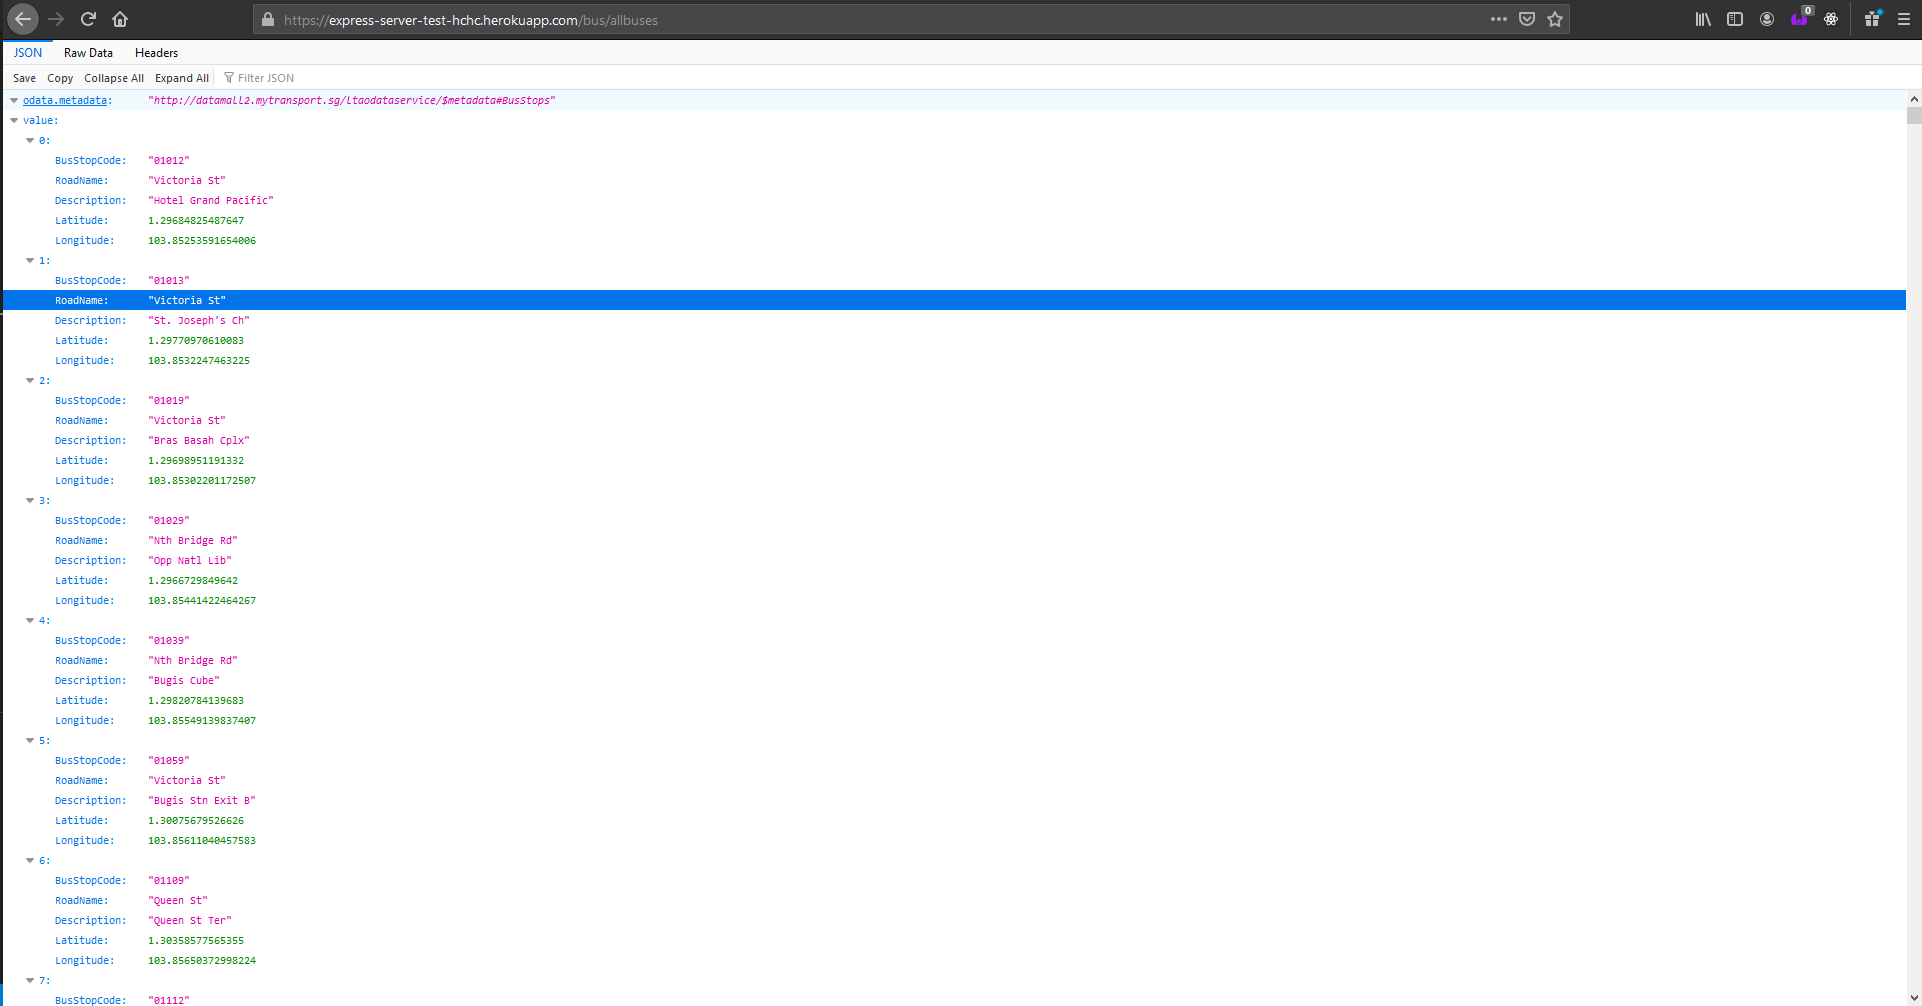 https://express-server-test-hchc.herokuapp.com/bus/allbuses
0
JSON Raw Data Headers
Save Copy Collapse All Expand All Filter JSON
odata.metadata: "http://datamall2.mytransport.sg/ltaodataservice/$metadata#BusStops"
value:
0:
BusStopCode: "01012"
RoadName: "Victoria St"
Description: "Hotel Grand Pacific"
Latitude: 1.29684825487647
Longitude: 103.85253591654006
1:
BusStopCode: "01013"
RoadName: "Victoria St"
Description: "St. Joseph's Ch"
Latitude: 1.29770970610083
Longitude: 103.8532247463225
2:
BusStopCode: "01019"
RoadName: "Victoria St"
Description: "Bras Basah Cplx"
Latitude: 1.29698951191332
Longitude: 103.85302201172507
3:
BusStopCode: "01029"
RoadName: "Nth Bridge Rd"
Description: "Opp Natl Lib"
Latitude: 1.2966729849642
Longitude: 103.85441422464267
4:
BusStopCode: "01039"
RoadName: "Nth Bridge Rd"
Description: "Bugis Cube"
Latitude: 1.29820784139683
Longitude: 103.85549139837407
5:
BusStopCode: "01059"
RoadName: "Victoria St"
Description: "Bugis Stn Exit B"
Latitude: 1.30075679526626
Longitude: 103.85611040457583
6:
BusStopCode: "01109"
RoadName: "Queen St"
Description: "Queen St Ter"
Latitude: 1.30358577565355
Longitude: 103.85650372998224
7:
BusStopCode: "01112"